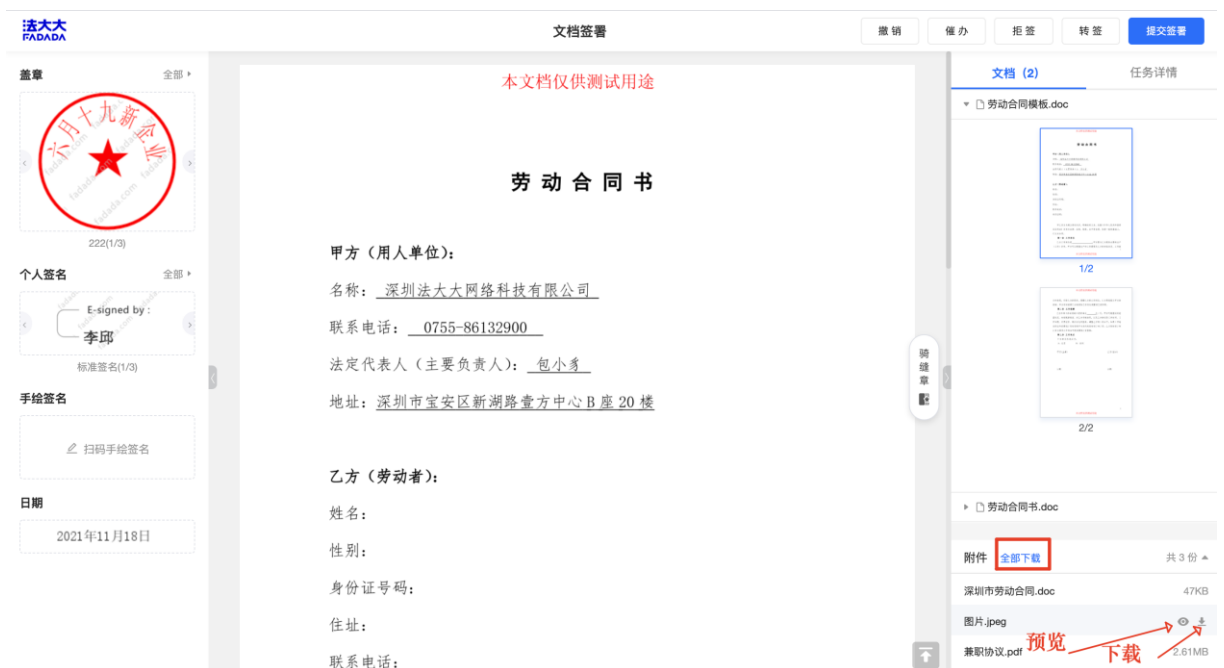 法大大
FADADA
文档签署
撤销
催办
拒签
转签
提交签署
盖章
全部
六月十九新企业
222(1/3)
个人签名
全部
E-signed by :
李邱
标准签名(1/3)
手绘签名
扫码手绘签名
日期
2021年11月18日
本文档仅供测试用途
劳动合同书
甲方（用人单位）：
名称： 深圳法大大网络科技有限公司
联系电话： 0755-86132900
法定代表人（主要负责人）： 包小豸
地址：深圳市宝安区新湖路壹方中心 B 座 20 楼
乙方（劳动者）：
姓名：
性别：
身份证号码：
住址：
联系电话：
骑缝章
文档（2）
任务详情
劳动合同模板.doc
1/2
2/2
劳动合同书.doc
附件
全部下载
共 3 份
深圳市劳动合同.doc
47KB
图片.jpeg
兼职协议.pdf
2.61MB
预览
下载